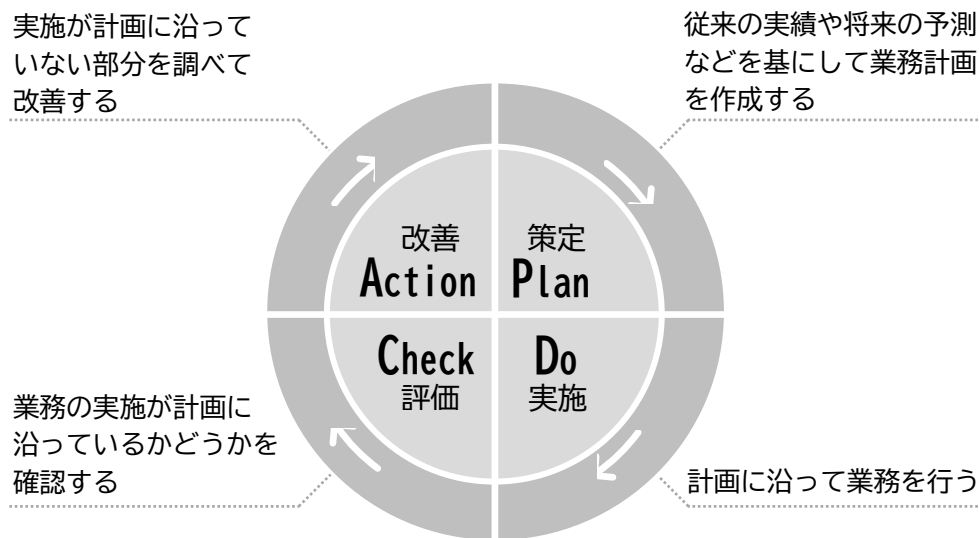 実施が計画に沿って
いない部分を調べて
改善する
従来の実績や将来の予測
などを基にして業務計画
を作成する
改善
Action
策定
Plan
Check
評価
Do
実施
業務の実施が計画に
沿っているかどうかを
確認する
計画に沿って業務を行う